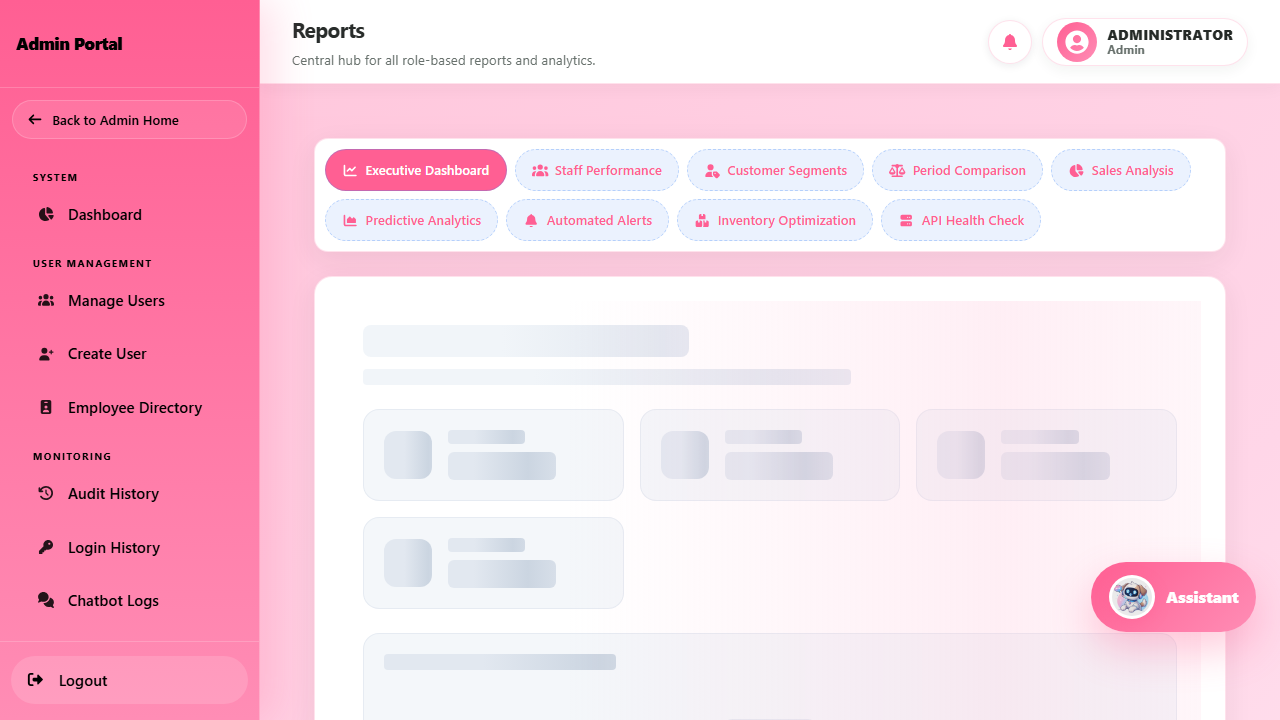 Admin Portal
Back to Admin Home
SYSTEM
Dashboard
USER MANAGEMENT
Manage Users
Create User
Employee Directory
MONITORING
Audit History
Login History
Chatbot Logs
Logout
Reports
Central hub for all role-based reports and analytics.
ADMINISTRATOR
Admin
Executive Dashboard
Staff Performance
Customer Segments
Period Comparison
Sales Analysis
Predictive Analytics
Automated Alerts
Inventory Optimization
API Health Check
Assistant